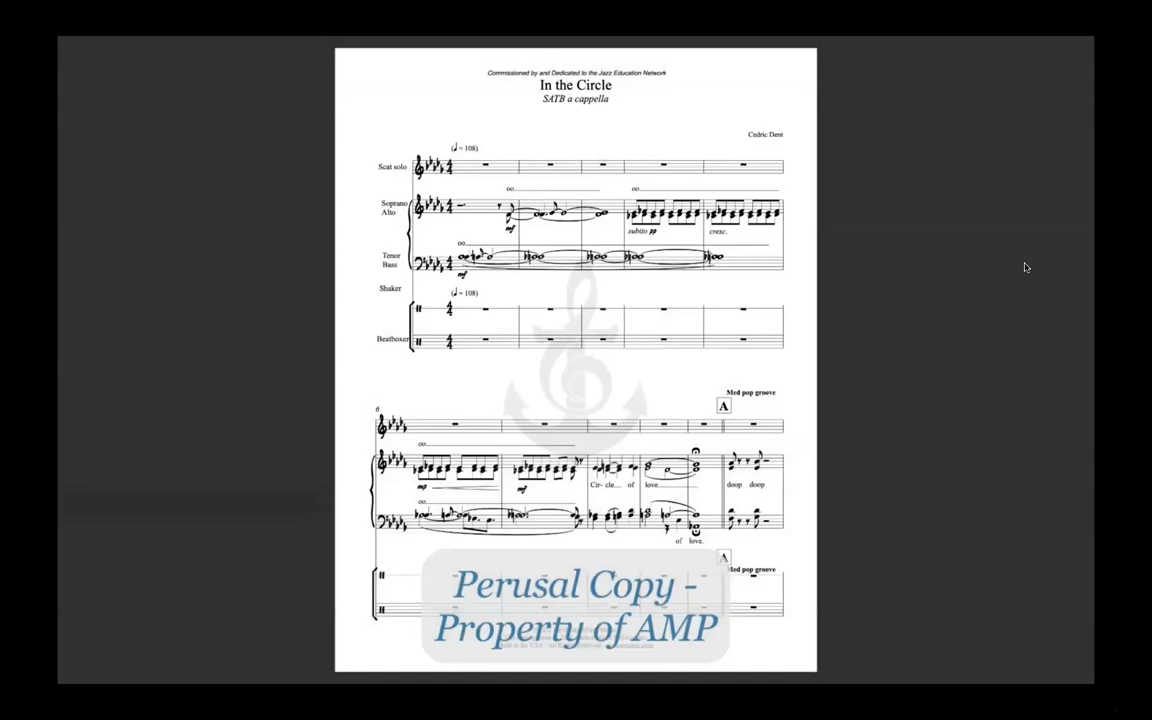 Commissioned by and Dedicated to the Jazz Education Network
In the Circle
SATB a cappella
Cedric Dent
(♩ = 108)
Scat solo
oo
oo
Soprano
Alto
mf
subito pp
cresc.
oo
Tenor
Bass
mf
Shaker
(♩ = 108)
Beatboxer
Med pop groove
A
6
oo
mp
mf
Cir- cle of love
doop doop
oo
of love.
A
Med pop groove
Perusal Copy -
Property of AMP